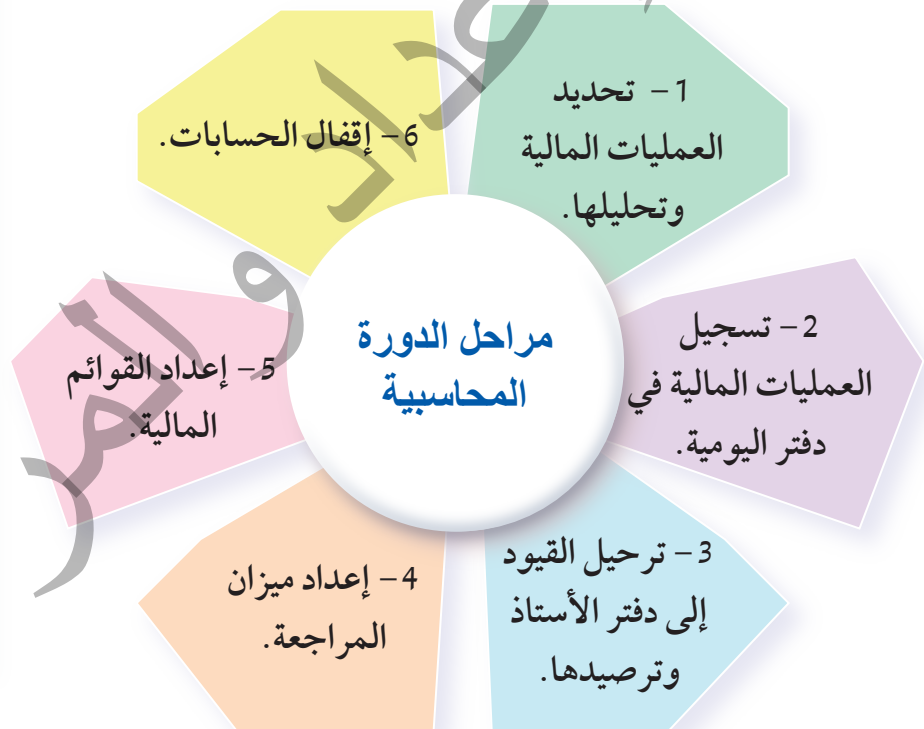 مراحل الدورة
المحاسبية
1– تحديد
العمليات المالية
وتحليلها.
2– تسجيل
العمليات المالية في
دفتر اليومية.
3– ترحيل القيود
إلى دفتر الأستاذ
وترصيدها.
4– إعداد ميزان
المراجعة.
5– إعداد القوائم
المالية.
6– إقفال الحسابات.